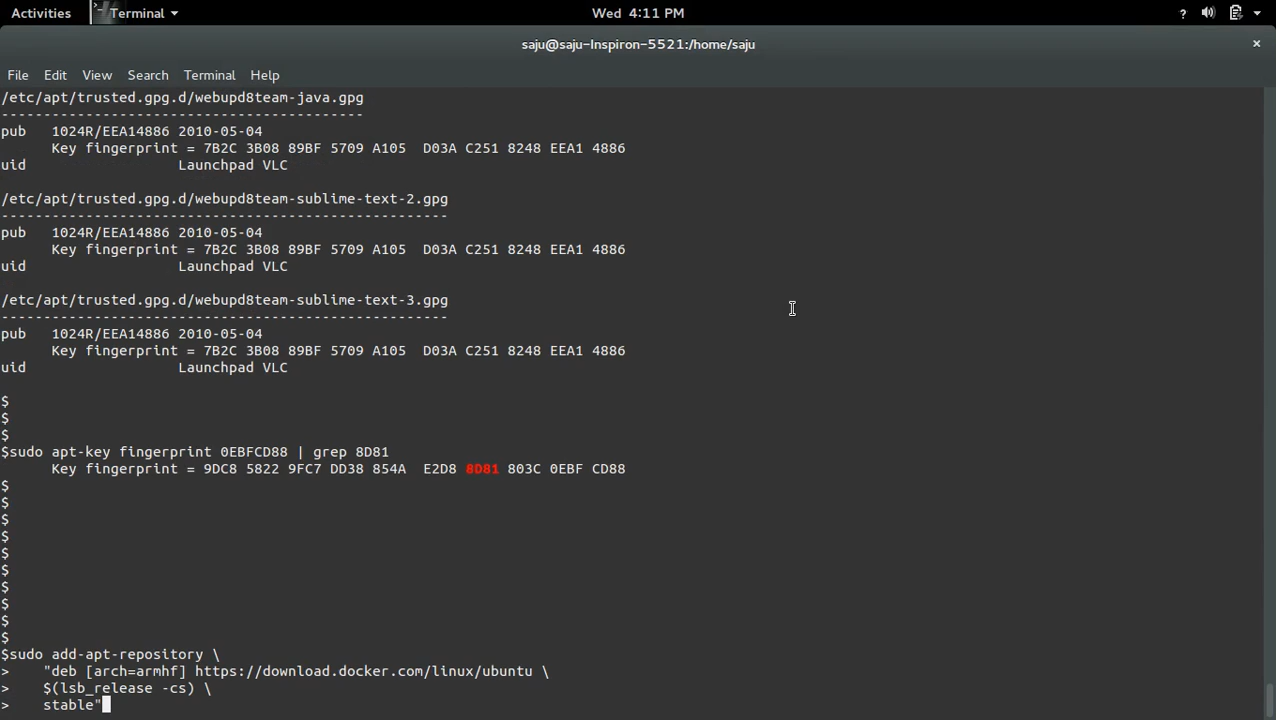 Activities Terminal Wed 4:11 PM ?
saju@saju-Inspiron-5521:/home/saju ×
File Edit View Search Terminal Help
/etc/apt/trusted.gpg.d/webupd8team-java.gpg
-------------------------------------------
pub   1024R/EEA14886 2010-05-04
      Key fingerprint = 7B2C 3B08 89BF 5709 A105  D03A C251 8248 EEA1 4886
uid                  Launchpad VLC
/etc/apt/trusted.gpg.d/webupd8team-sublime-text-2.gpg
-----------------------------------------------------
pub   1024R/EEA14886 2010-05-04
      Key fingerprint = 7B2C 3B08 89BF 5709 A105  D03A C251 8248 EEA1 4886
uid                  Launchpad VLC
/etc/apt/trusted.gpg.d/webupd8team-sublime-text-3.gpg
-----------------------------------------------------
pub   1024R/EEA14886 2010-05-04
      Key fingerprint = 7B2C 3B08 89BF 5709 A105  D03A C251 8248 EEA1 4886
uid                  Launchpad VLC
$
$
$
$sudo apt-key fingerprint 0EBFCD88 | grep 8D81
      Key fingerprint = 9DC8 5822 9FC7 DD38 854A  E2D8 8D81 803C 0EBF CD88
$
$
$
$
$
$
$
$
$
$
$sudo add-apt-repository \
>    "deb [arch=armhf] https://download.docker.com/linux/ubuntu \
>    $(lsb_release -cs) \
>    stable"